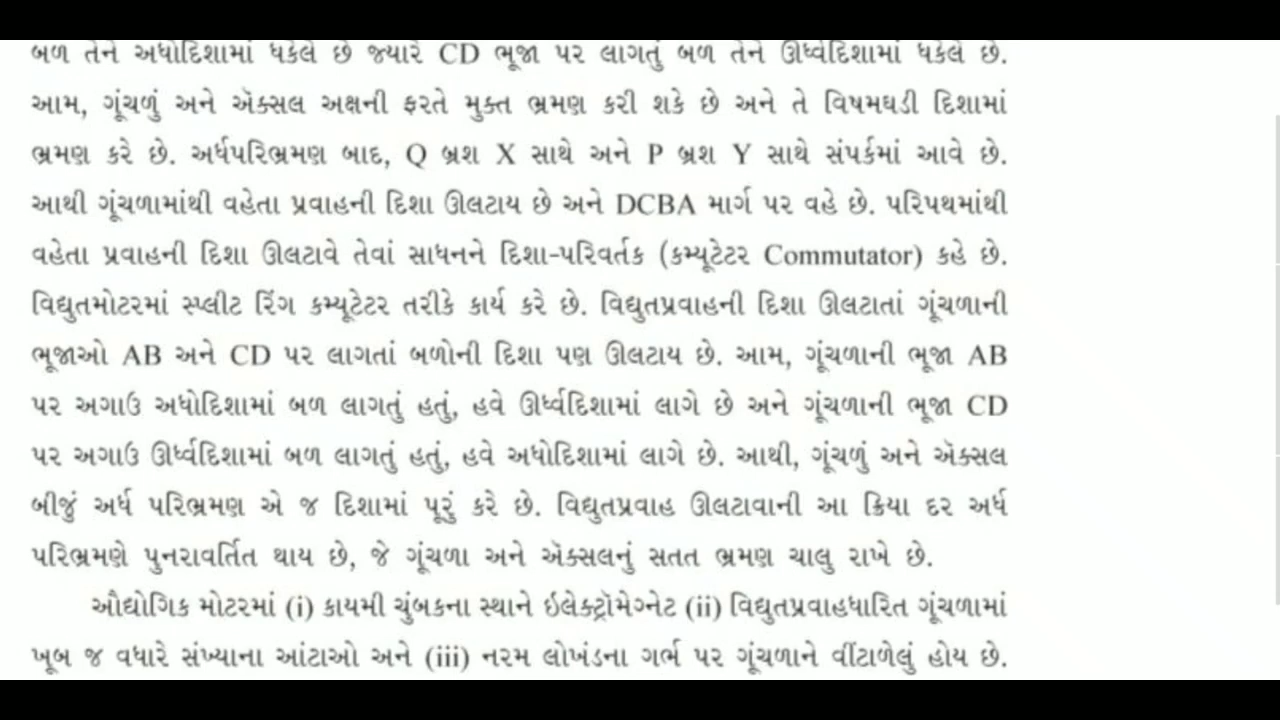 બળ તેને અધોદિશામાં ધકેલે છે જ્યારે CD ભૂજા પર લાગતું બળ તેને ઊર્ધ્વદિશામાં ધકેલે છે.
આમ, ગૂંચળું અને ઍક્સલ અક્ષની ફરતે મુક્ત ભ્રમણ કરી શકે છે અને તે વિષમઘડી દિશામાં
ભ્રમણ કરે છે. અર્ધપરિભ્રમણ બાદ, Q બ્રશ X સાથે અને P બ્રશ Y સાથે સંપર્કમાં આવે છે.
આથી ગૂંચળામાંથી વહેતા પ્રવાહની દિશા ઊલટાય છે અને DCBA માર્ગ પર વહે છે. પરિપથમાંથી
વહેતા પ્રવાહની દિશા ઊલટાવે તેવાં સાધનને દિશા-પરિવર્તક (કમ્યૂટેટર Commutator) કહે છે.
વિદ્યુતમોટરમાં સ્પ્લીટ રિંગ કમ્યૂટેટર તરીકે કાર્ય કરે છે. વિદ્યુતપ્રવાહની દિશા ઊલટાતાં ગૂંચળાની
ભૂજાઓ AB અને CD પર લાગતાં બળોની દિશા પણ ઊલટાય છે. આમ, ગૂંચળાની ભૂજા AB
પર અગાઉ અધોદિશામાં બળ લાગતું હતું, હવે ઊર્ધ્વદિશામાં લાગે છે અને ગૂંચળાની ભૂજા CD
પર અગાઉ ઊર્ધ્વદિશામાં બળ લાગતું હતું, હવે અધોદિશામાં લાગે છે. આથી, ગૂંચળું અને ઍક્સલ
બીજું અર્ધ પરિભ્રમણ એ જ દિશામાં પૂરું કરે છે. વિદ્યુતપ્રવાહ ઊલટાવાની આ ક્રિયા દર અર્ધ
પરિભ્રમણે પુનરાવર્તિત થાય છે, જે ગૂંચળા અને ઍક્સલનું સતત ભ્રમણ ચાલુ રાખે છે.
ઔદ્યોગિક મોટરમાં (i) કાયમી ચુંબકના સ્થાને ઇલેક્ટ્રૉમેગ્નેટ (ii) વિદ્યુતપ્રવાહધારિત ગૂંચળામાં
ખૂબ જ વધારે સંખ્યાના આંટાઓ અને (iii) નરમ લોખંડના ગર્ભ પર ગૂંચળાને વીંટાળેલું હોય છે.